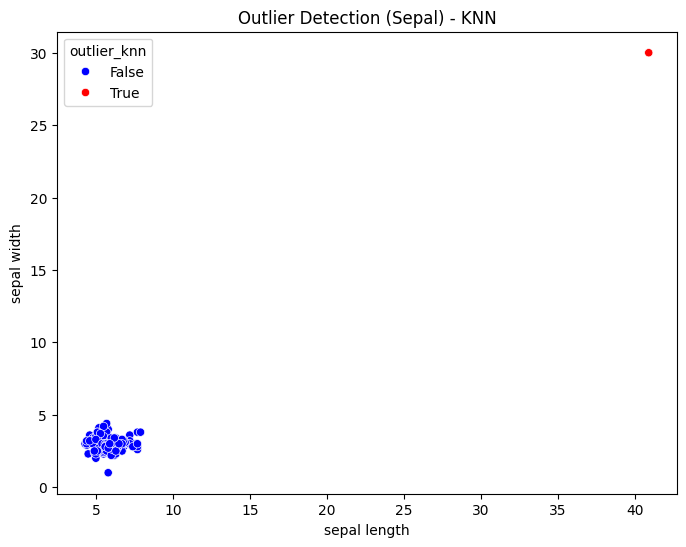 Outlier Detection (Sepal) - KNN
outlier_knn
False
True
30
25
20
15
10
5
0
sepal width
5 10 15 20 25 30 35 40
sepal length